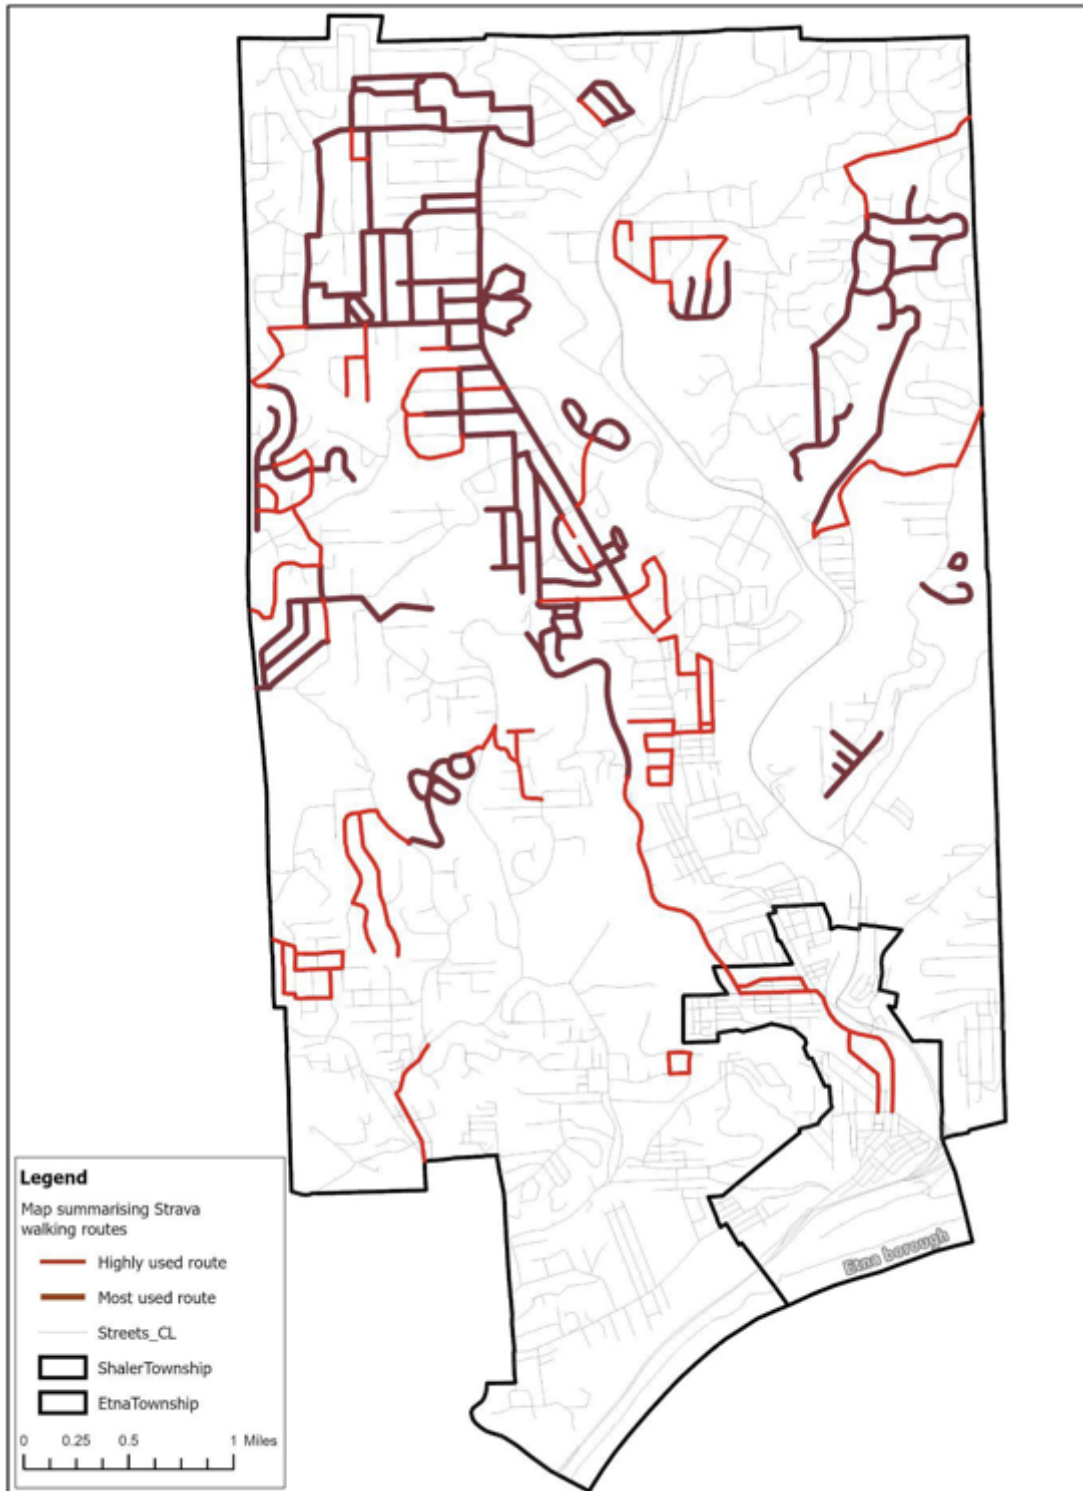 Etna borough
Legend
Map summarising Strava
walking routes
Highly used route
Most used route
Streets_CL
ShalerTownship
EtnaTownship
0 0.25 0.5 1 Miles